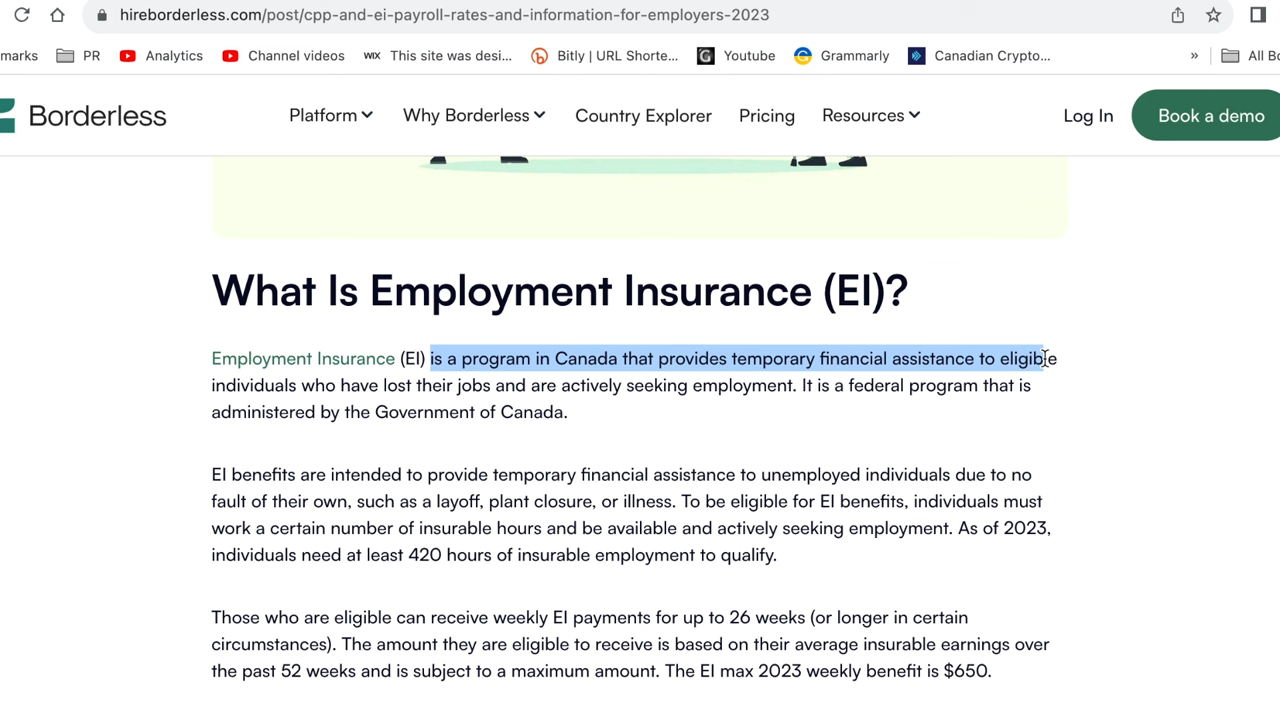 hireborderless.com/post/cpp-and-ei-payroll-rates-and-information-for-employers-2023
marks PR Analytics Channel videos WIX This site was desi... Bitly | URL Shorte... Youtube Grammarly Canadian Crypto... » All Bo
Borderless Platform Why Borderless Country Explorer Pricing Resources Log In Book a demo
What Is Employment Insurance (EI)?
Employment Insurance (EI) is a program in Canada that provides temporary financial assistance to eligible
individuals who have lost their jobs and are actively seeking employment. It is a federal program that is
administered by the Government of Canada.
EI benefits are intended to provide temporary financial assistance to unemployed individuals due to no
fault of their own, such as a layoff, plant closure, or illness. To be eligible for EI benefits, individuals must
work a certain number of insurable hours and be available and actively seeking employment. As of 2023,
individuals need at least 420 hours of insurable employment to qualify.
Those who are eligible can receive weekly EI payments for up to 26 weeks (or longer in certain
circumstances). The amount they are eligible to receive is based on their average insurable earnings over
the past 52 weeks and is subject to a maximum amount. The EI max 2023 weekly benefit is $650.